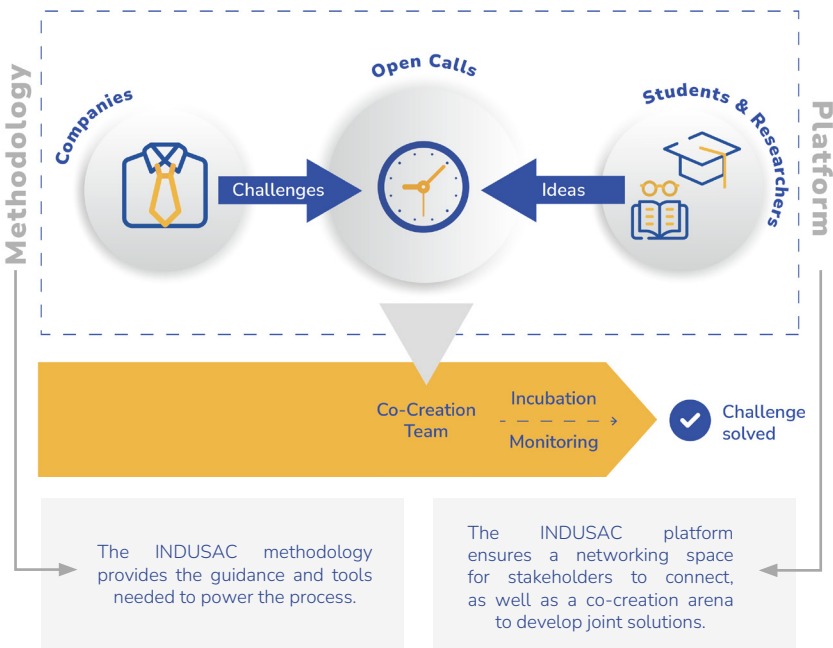 Methodology
Companies
Open Calls
Students & Researchers
Platform
Challenges
Ideas
Co-Creation
Team
Incubation
Monitoring
Challenge
solved
The INDUSAC methodology
provides the guidance and tools
needed to power the process.
The INDUSAC platform
ensures a networking space
for stakeholders to connect,
as well as a co-creation arena
to develop joint solutions.